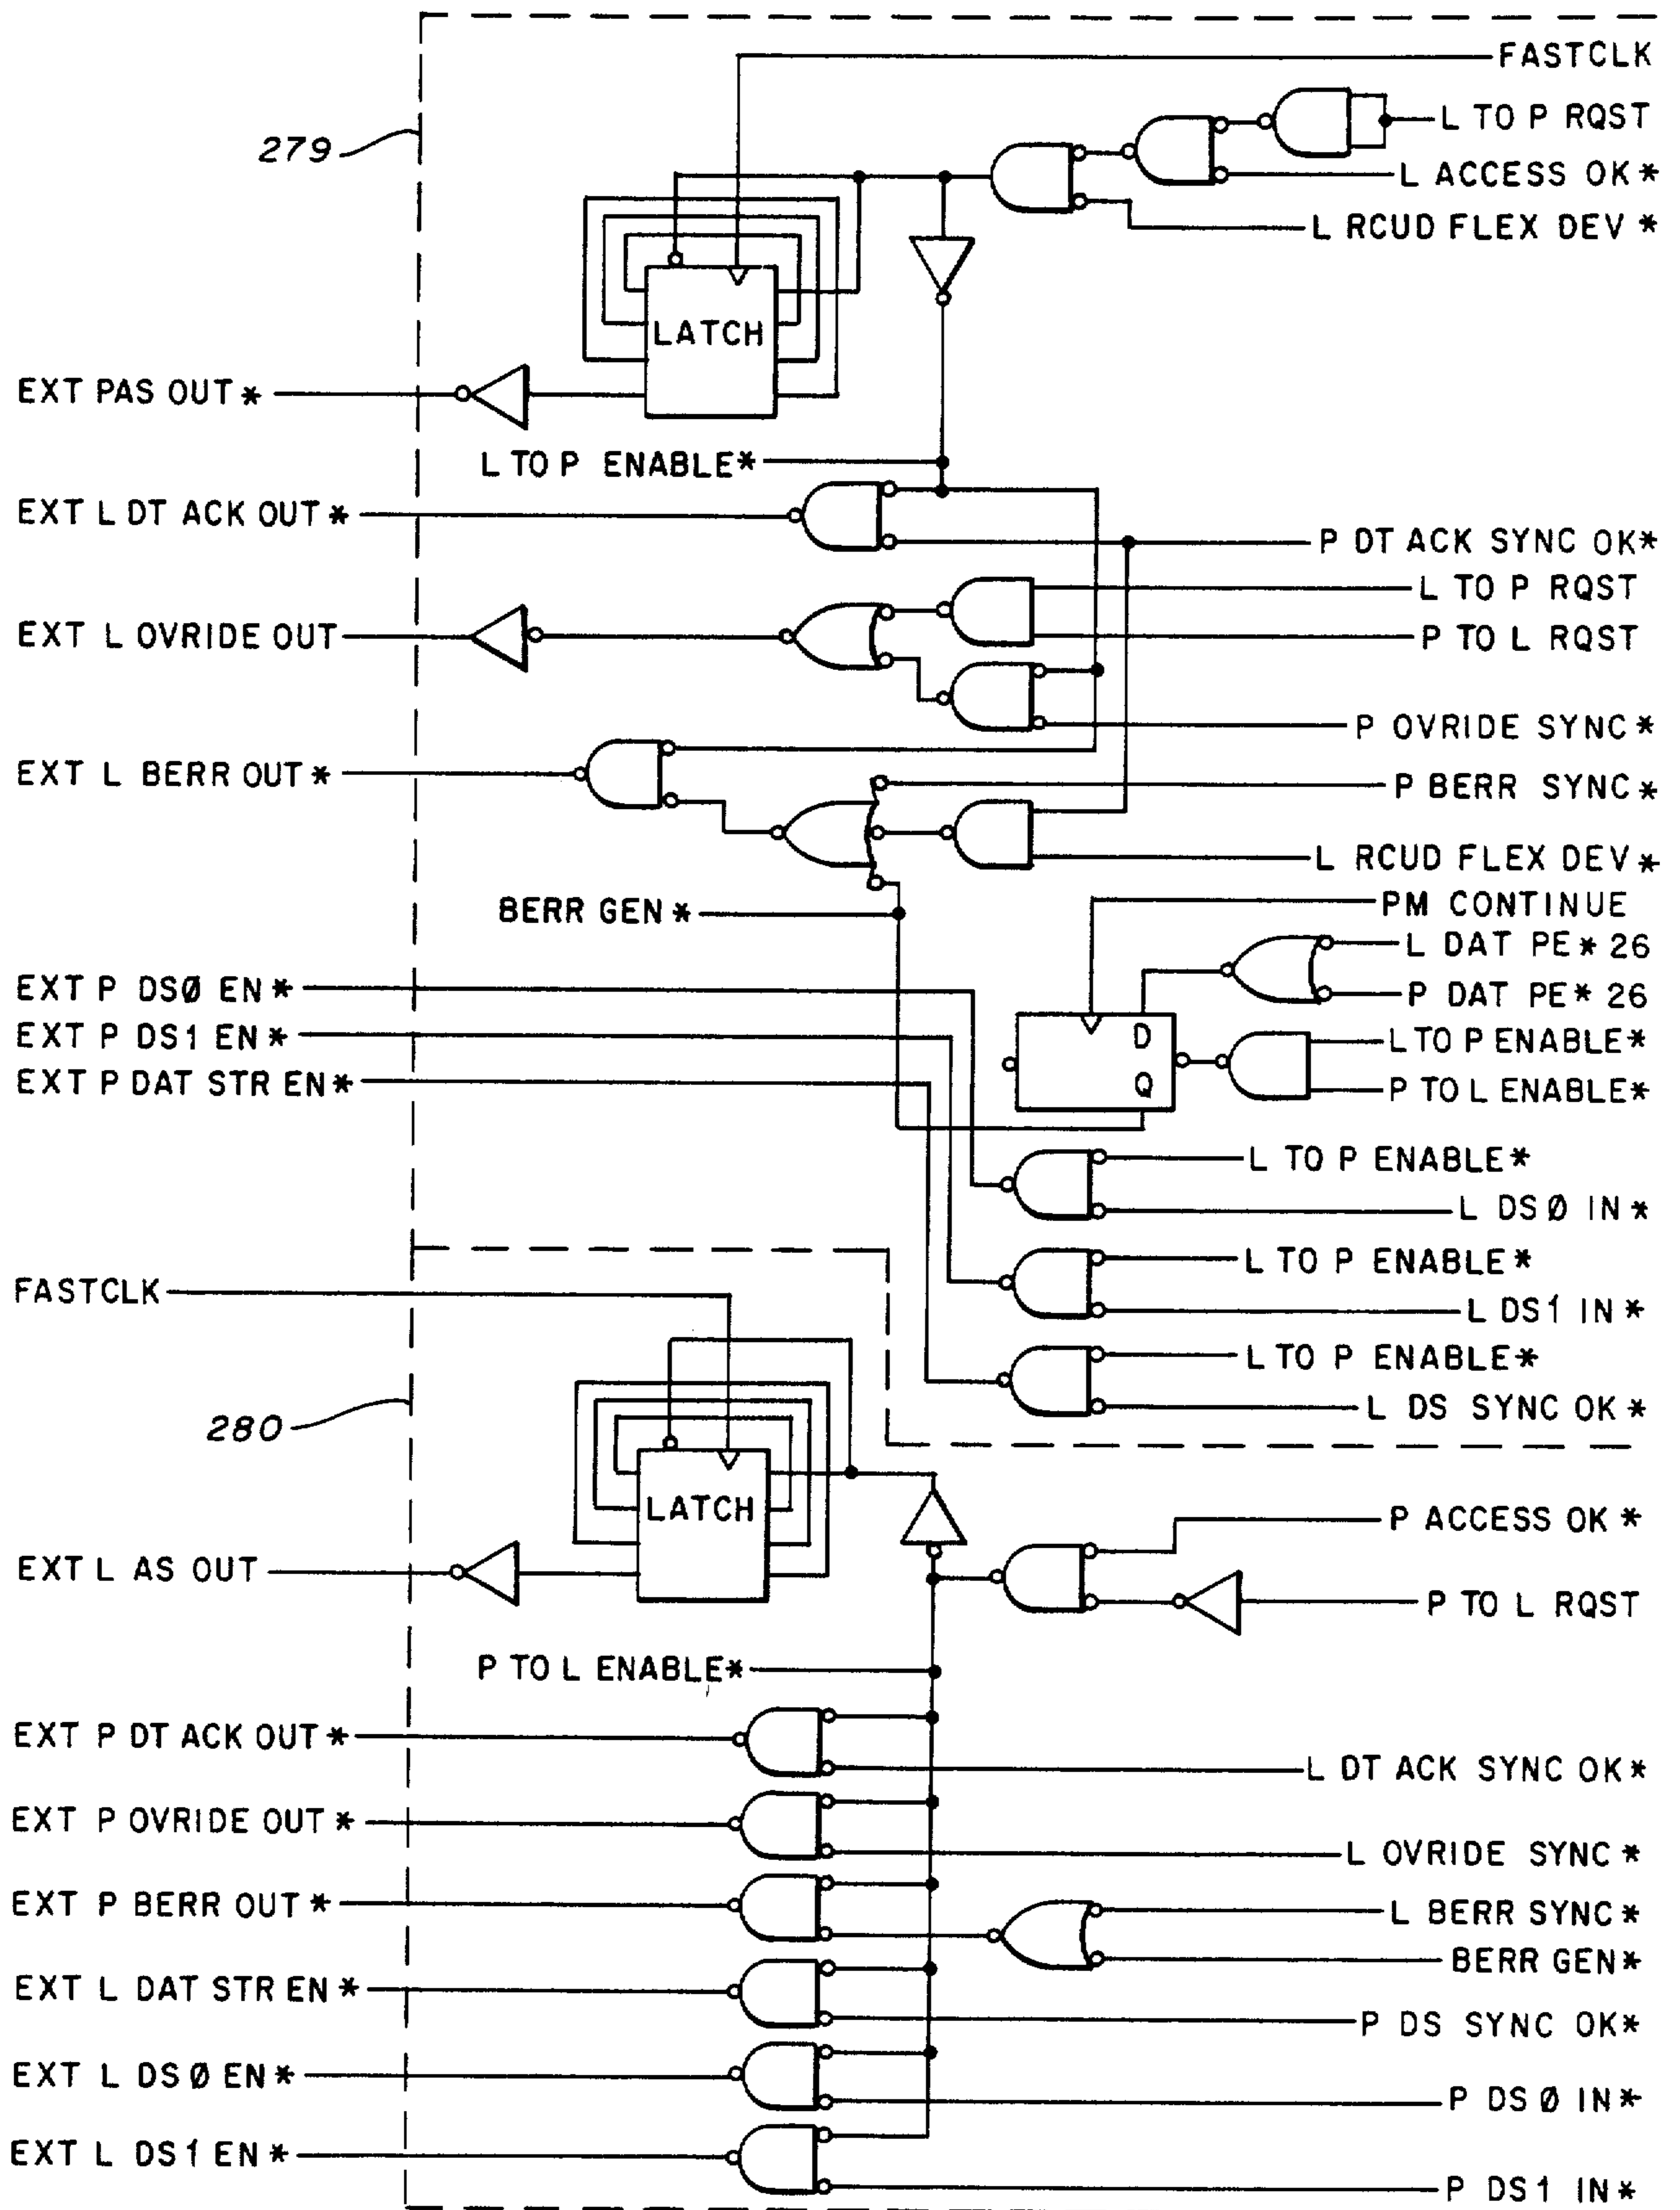 FASTCLK
L TO P RQST
279
L ACCESS OK*
L RCUD FLEX DEV *
LATCH
EXT PAS OUT*
L TO P ENABLE*
EXT L DT ACK OUT*
P DT ACK SYNC OK*
L TO P RQST
EXT L OVRIDE OUT
P TO L RQST
P OVRIDE SYNC*
EXT L BERR OUT*
P BERR SYNC*
L RCUD FLEX DEV*
BERR GEN*
PM CONTINUE
L DAT PE* 26
EXT P DSØ EN*
P DAT PE* 26
EXT P DS1 EN*
D
L TO P ENABLE*
EXT P DAT STR EN*
Q
P TO L ENABLE*
L TO P ENABLE*
L DSØ IN*
L TO P ENABLE*
FASTCLK
L DS1 IN*
L TO P ENABLE*
280
L DS SYNC OK*
LATCH
P ACCESS OK*
EXT L AS OUT
P TO L RQST
P TO L ENABLE*
EXT P DT ACK OUT*
L DT ACK SYNC OK*
EXT P OVRIDE OUT*
L OVRIDE SYNC*
EXT P BERR OUT*
L BERR SYNC*
BERR GEN*
EXT L DAT STR EN*
P DS SYNC OK*
EXT L DSØ EN*
P DSØ IN*
EXT L DS1 EN*
P DS1 IN*